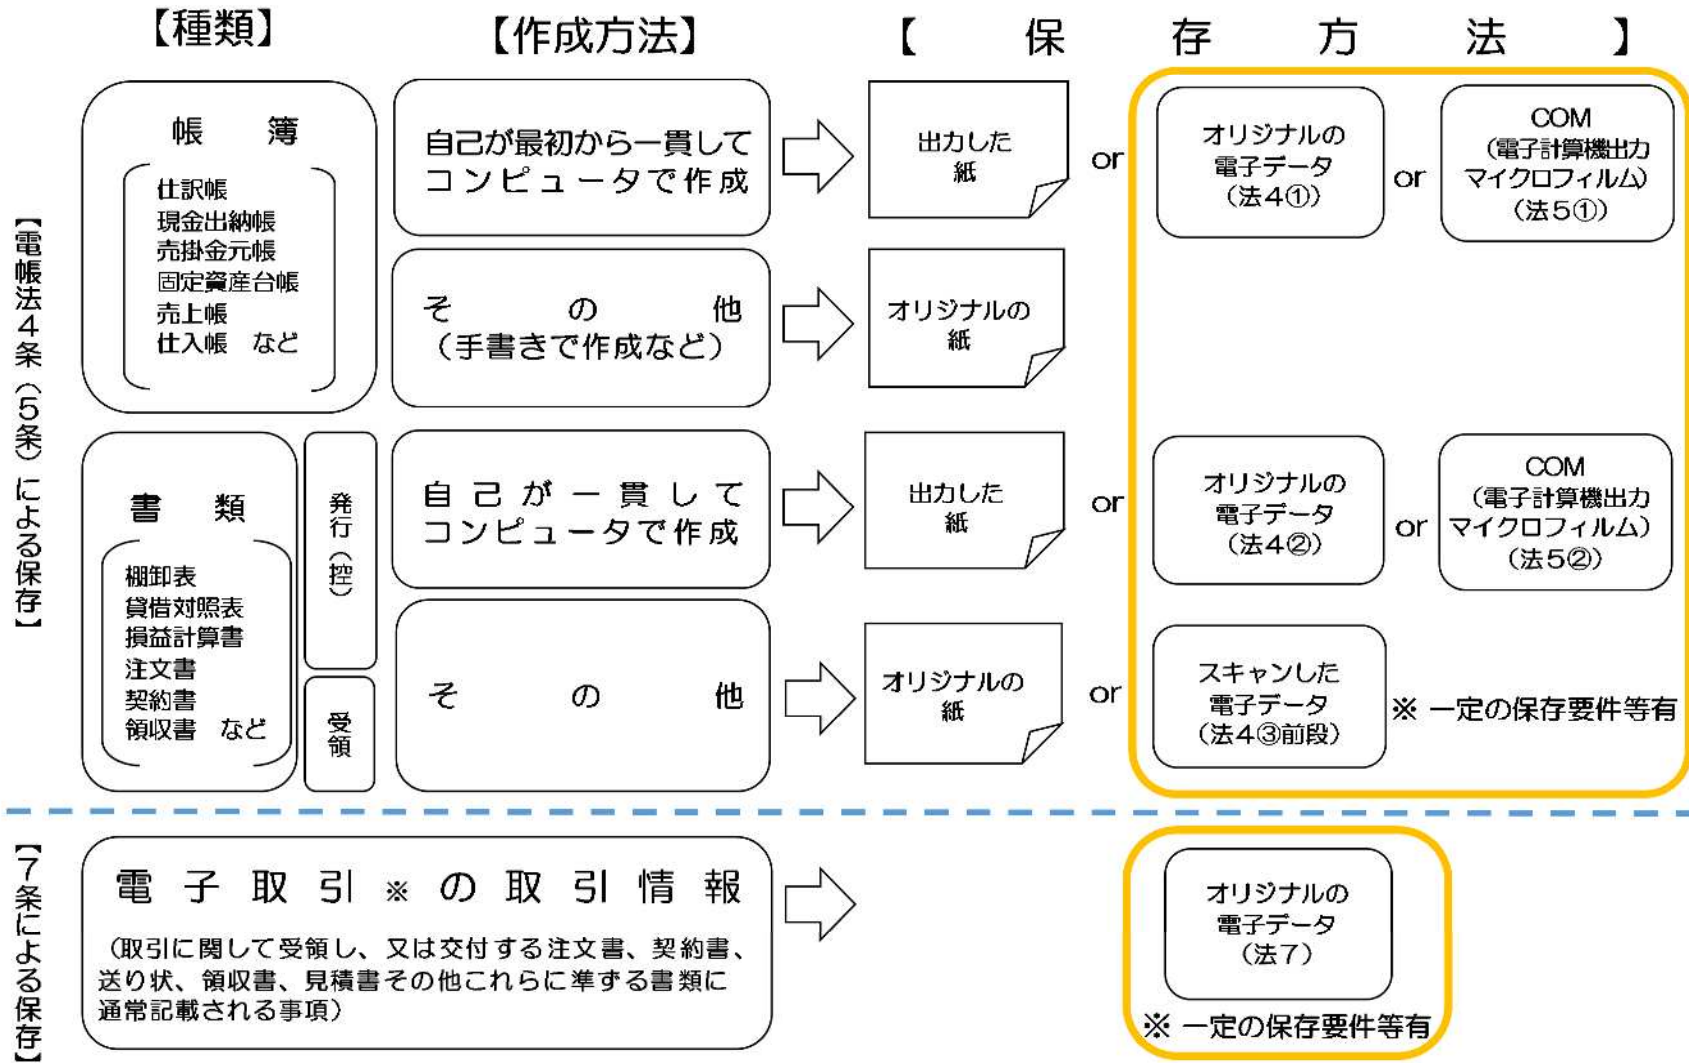 【種類】
【作成方法】
【保存方法】
【電帳法4条（5条）による保存】
帳簿
仕訳帳
現金出納帳
売掛金元帳
固定資産台帳
売上帳
仕入帳　など
自己が最初から一貫して
コンピュータで作成
出力した
紙
or
オリジナルの
電子データ
（法4①）
or
COM
（電子計算機出力
マイクロフィルム）
（法5①）
その他
（手書きで作成など）
オリジナルの
紙
書類
棚卸表
貸借対照表
損益計算書
注文書
契約書
領収書　など
発行（控）
受領
自己が一貫して
コンピュータで作成
出力した
紙
or
オリジナルの
電子データ
（法4②）
or
COM
（電子計算機出力
マイクロフィルム）
（法5②）
その他
オリジナルの
紙
or
スキャンした
電子データ
（法4③前段）
※ 一定の保存要件等有
【7条による保存】
電子取引※の取引情報
（取引に関して受領し、又は交付する注文書、契約書、
送り状、領収書、見積書その他これらに準ずる書類に
通常記載される事項）
オリジナルの
電子データ
（法7）
※ 一定の保存要件等有